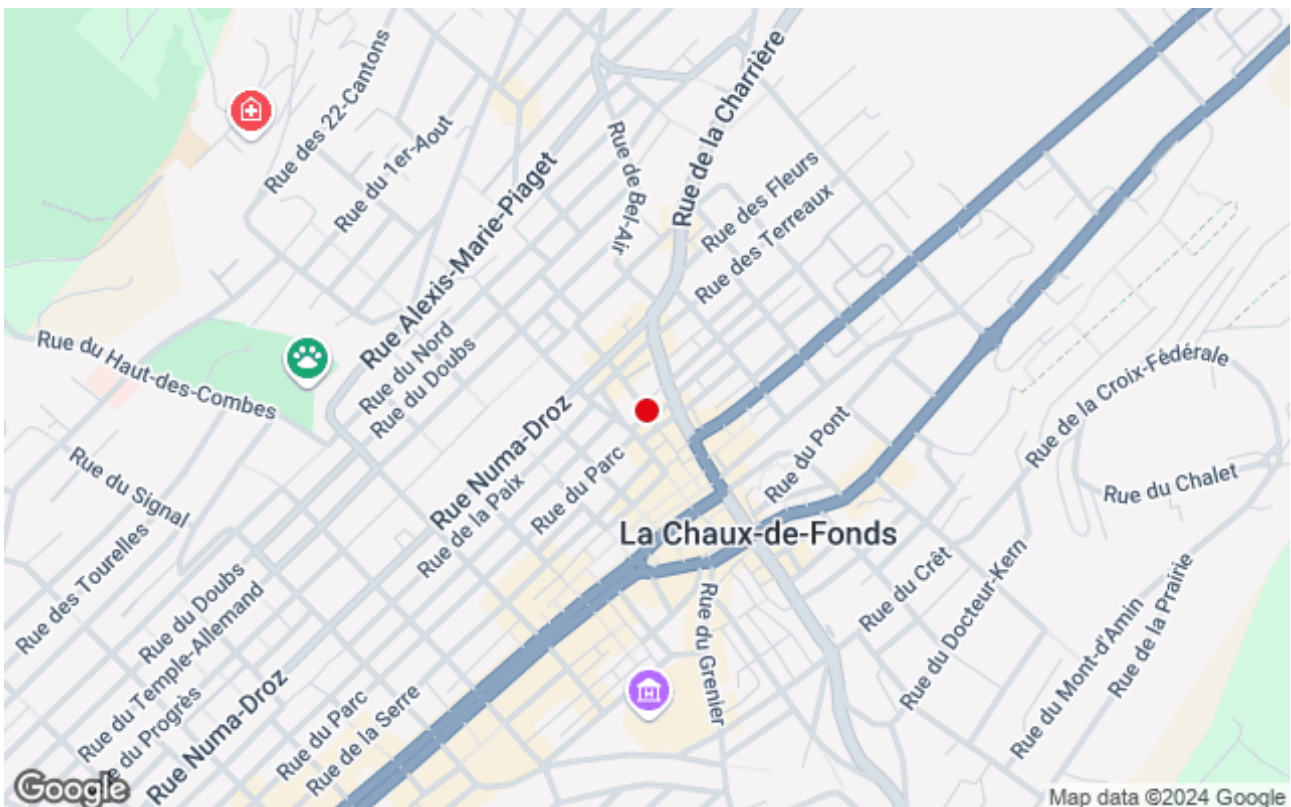 Rue des 22-Cantons
Rue du 1er-Aout
Rue de Bel-Air
Rue de la Charrière
Rue des Fleurs
Rue des Terreaux
Rue Alexis-Marie-Piaget
Rue du Nord
Rue du Doubs
Rue du Haut-des-Combes
Rue Numa-Droz
Rue de la Paix
Rue du Parc
Rue du Pont
Rue de la Croix-Fédérale
Rue du Chalet
Rue du Signal
Rue des Tourelles
La Chaux-de-Fonds
Rue du Crêt
Rue du Docteur-Kern
Rue du Mont-d'Amin
Rue de la Prairie
Rue du Grenier
H
Rue du Doubs
Rue du Temple-Allemand
Rue du Progrès
Rue Numa-Droz
Rue du Parc
Rue de la Serre
Google
Map data ©2024 Google